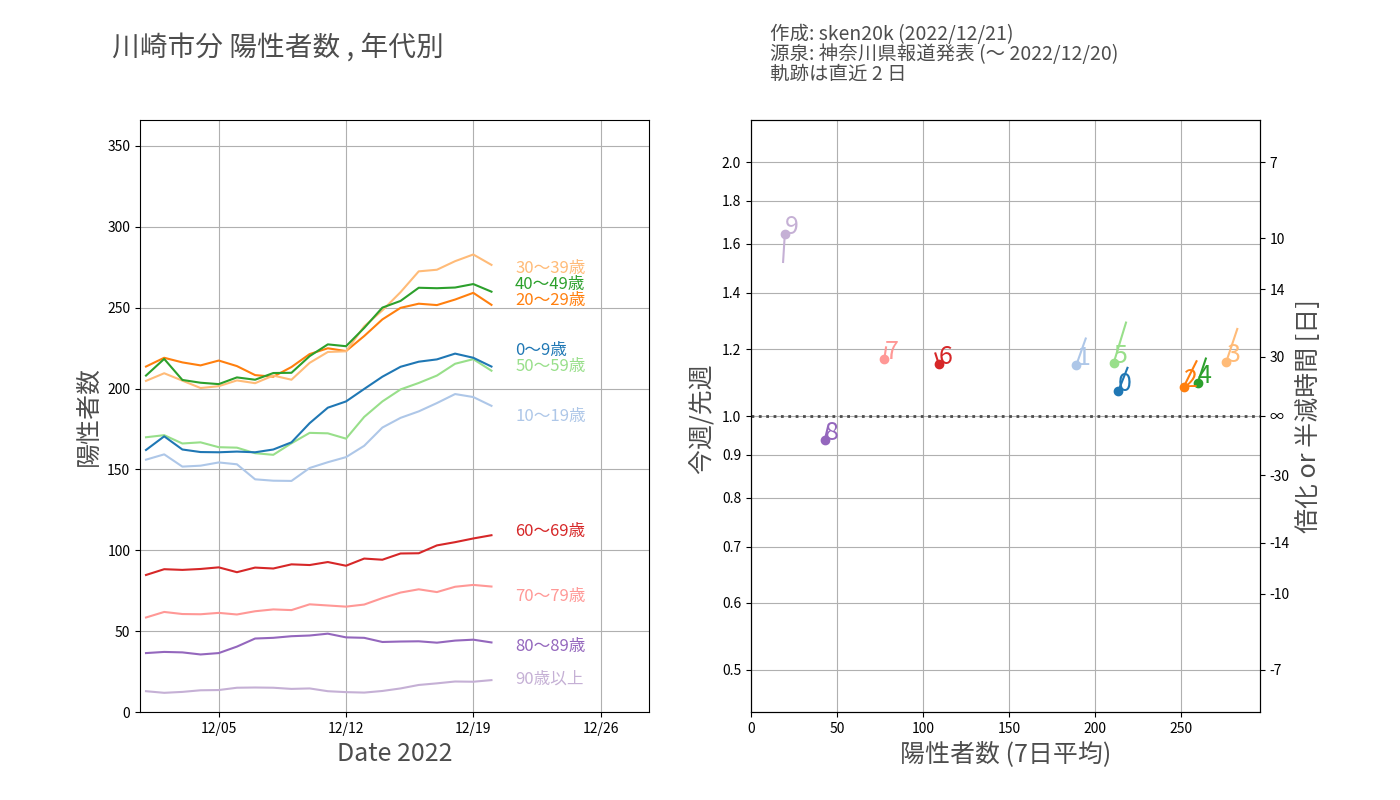 川崎市分 陽性者数 , 年代別
作成: sken20k (2022/12/21)
源泉: 神奈川県報道発表 (〜 2022/12/20)
軌跡は直近 2 日
陽性者数
350
300
250
200
150
100
50
0
30〜39歳
40〜49歳
20〜29歳
0〜9歳
50〜59歳
10〜19歳
60〜69歳
70〜79歳
80〜89歳
90歳以上
12/05
12/12
12/19
12/26
Date 2022
今週/先週
2.0
1.8
1.6
1.4
1.2
1.0
0.9
0.8
0.7
0.6
0.5
9
7
6
1
5
3
0
2
4
8
7
10
14
30
∞
-30
-14
-10
-7
倍化 or 半減時間 [日]
0
50
100
150
200
250
陽性者数 (7日平均)